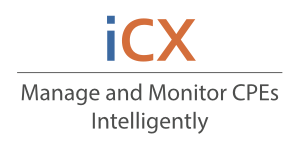 iCX
Manage and Monitor CPEs
Intelligently